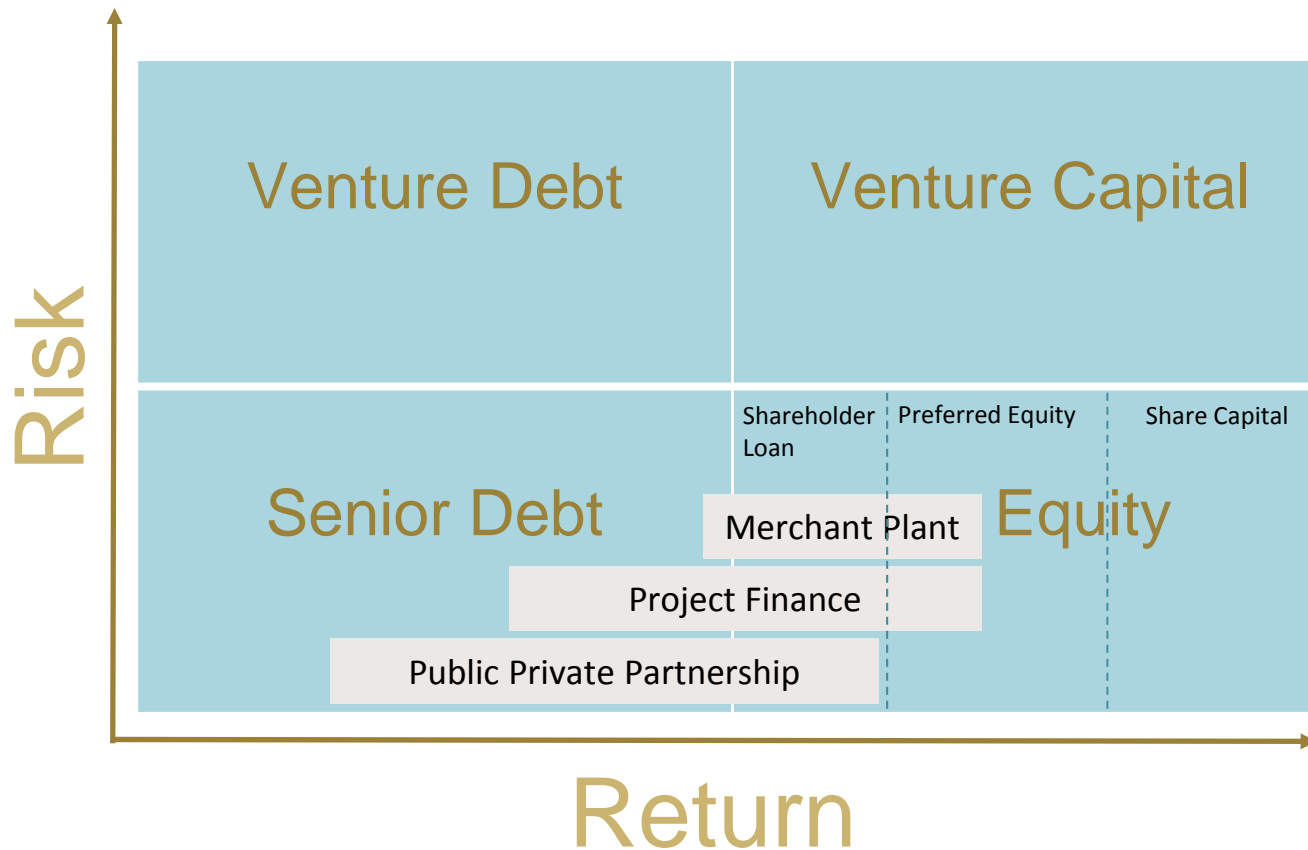 Risk
Venture Debt
Venture Capital
Shareholder
Loan
Preferred Equity
Share Capital
Senior Debt
Equity
Merchant Plant
Project Finance
Public Private Partnership
Return